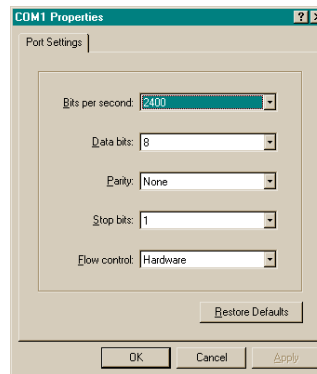 COM1 Properties
Port Settings
Bits per second: 2400
Data bits: 8
Parity: None
Stop bits: 1
Flow control: Hardware
Restore Defaults
OK Cancel Apply